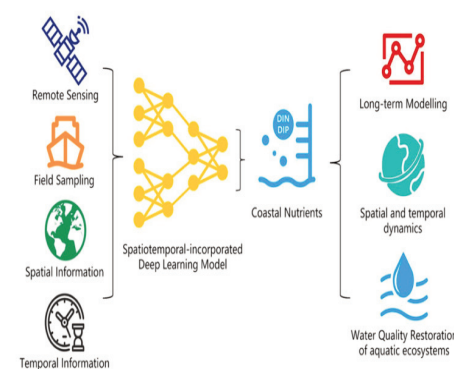 Remote Sensing
Field Sampling
Spatial Information
Temporal Information
Spatiotemporal-incorporated
Deep Learning Model
DIN
DIP
Coastal Nutrients
Long-term Modelling
Spatial and temporal
dynamics
Water Quality Restoration
of aquatic ecosystems